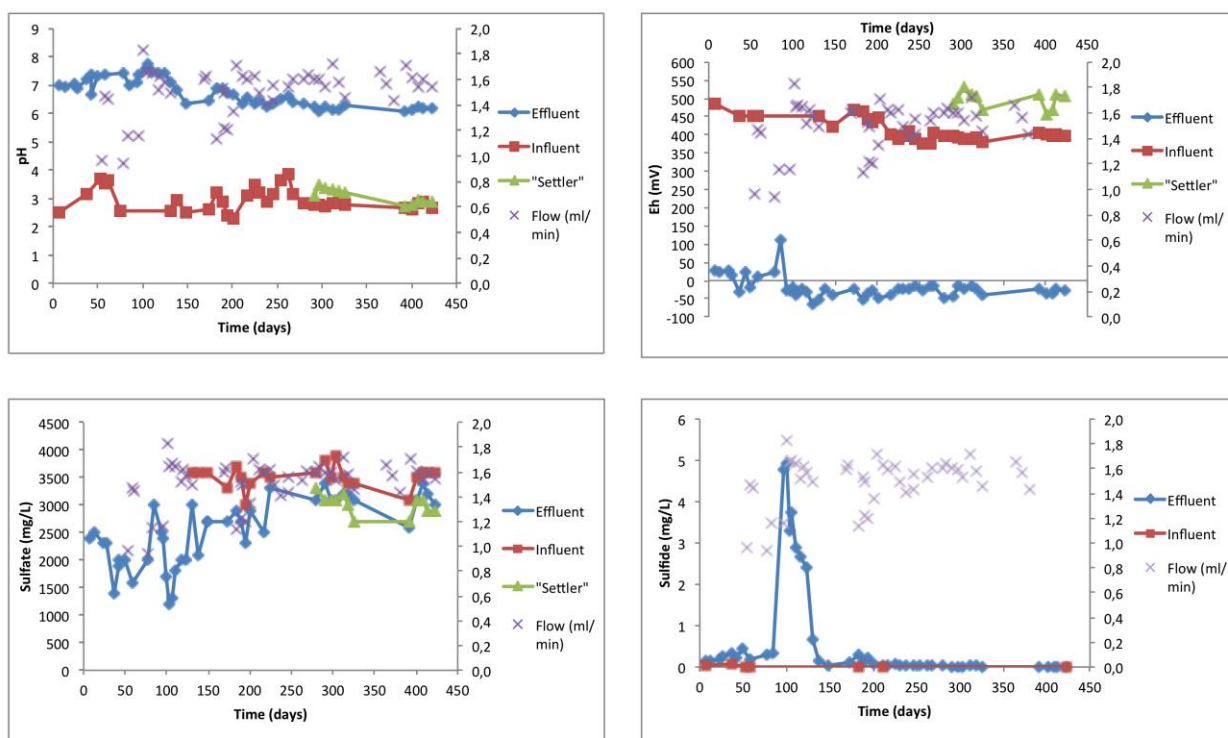 9
8
7
6
5
4
3
2
1
0
pH
2,0
1,8
1,6
1,4
1,2
1,0
0,8
0,6
0,4
0,2
0,0
0 50 100 150 200 250 300 350 400 450
Time (days)
Effluent
Influent
"Settler"
Flow (ml/
min)
Time (days)
0 50 100 150 200 250 300 350 400 450
600
550
500
450
400
350
300
250
200
150
100
50
0
-50
-100
Eh (mV)
2,0
1,8
1,6
1,4
1,2
1,0
0,8
0,6
0,4
0,2
0,0
Effluent
Influent
"Settler"
Flow (ml/
min)
4500
4000
3500
3000
2500
2000
1500
1000
500
0
Sulfate (mg/L)
2,0
1,8
1,6
1,4
1,2
1,0
0,8
0,6
0,4
0,2
0,0
0 50 100 150 200 250 300 350 400 450
Time (days)
Effluent
Influent
"Settler"
Flow (ml/
min)
6
5
4
3
2
1
0
Sulfide (mg/L)
2,0
1,8
1,6
1,4
1,2
1,0
0,8
0,6
0,4
0,2
0,0
0 50 100 150 200 250 300 350 400 450
Time (days)
Effluent
Influent
Flow (ml/
min)